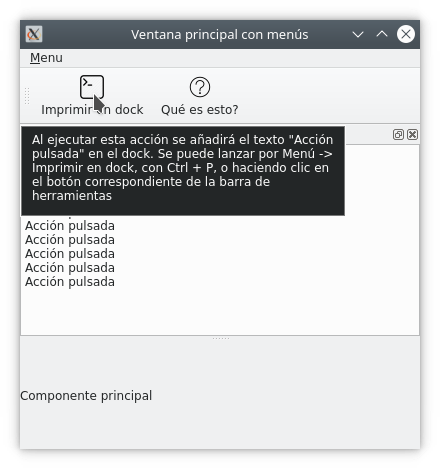 Ventana principal con menús
Menu
Imprimir en dock Qué es esto?
Al ejecutar esta acción se añadirá el texto "Acción
pulsada" en el dock. Se puede lanzar por Menú ->
Imprimir en dock, con Ctrl + P, o haciendo clic en
el botón correspondiente de la barra de
herramientas
Acción pulsada
Acción pulsada
Acción pulsada
Acción pulsada
Acción pulsada
Componente principal